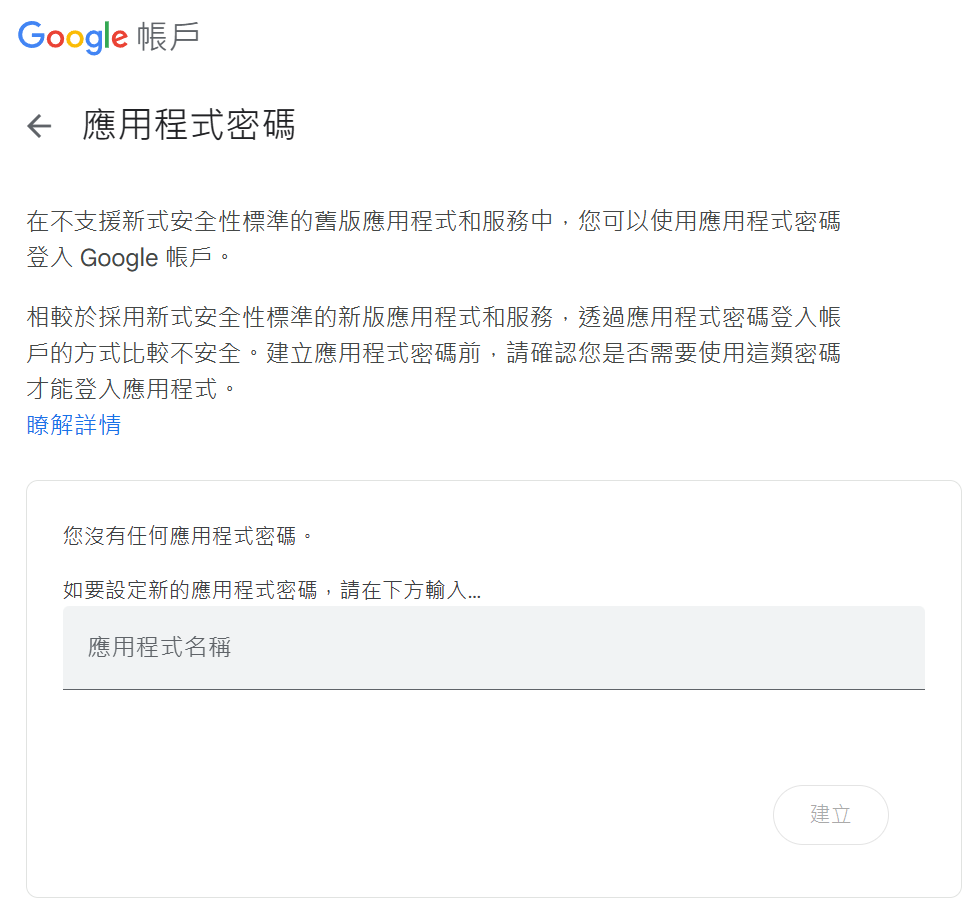 Google 帳戶
應用程式密碼
在不支援新式安全性標準的舊版應用程式和服務中，您可以使用應用程式密碼
登入 Google 帳戶。
相較於採用新式安全性標準的新版應用程式和服務，透過應用程式密碼登入帳
戶的方式比較不安全。建立應用程式密碼前，請確認您是否需要使用這類密碼
才能登入應用程式。
瞭解詳情
您沒有任何應用程式密碼。
如要設定新的應用程式密碼，請在下方輸入...
應用程式名稱
建立